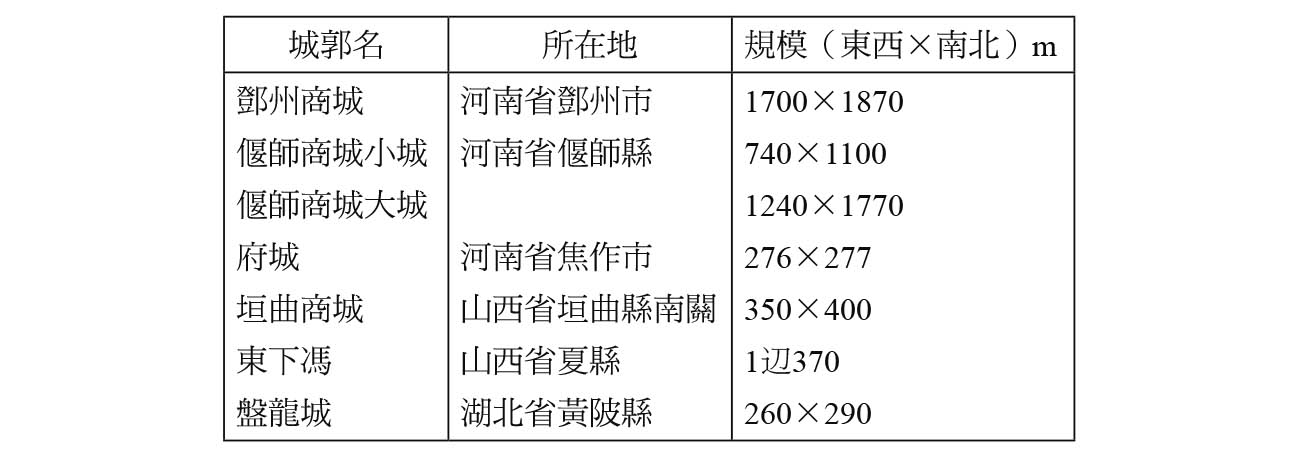 城郭名 所在地 規模（東西×南北）m
鄧州商城 河南省鄧州市 1700×1870
偃師商城小城 河南省偃師縣 740×1100
偃師商城大城 1240×1770
府城 河南省焦作市 276×277
垣曲商城 山西省垣曲縣南關 350×400
東下馮 山西省夏縣 1辺370
盤龍城 湖北省黃陂縣 260×290